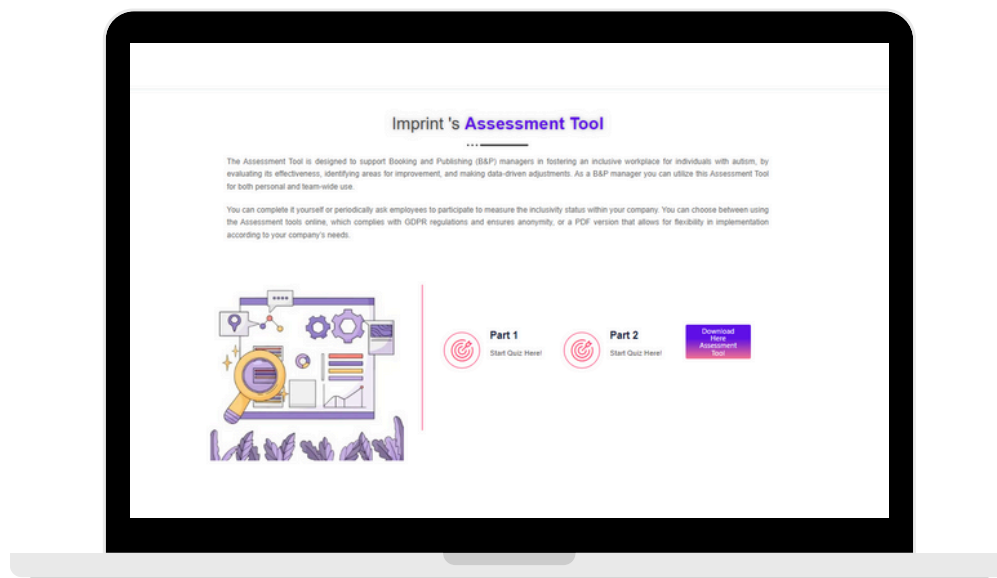 Imprint 's Assessment Tool
The Assessment Tool is designed to support Booking and Publishing (B&P) managers in fostering an inclusive workplace for individuals with autism, by
evaluating its effectiveness, identifying areas for improvement, and making data-driven adjustments. As a B&P manager you can utilize this Assessment Tool
for both personal and team-wide use.
You can complete it yourself or periodically ask employees to participate to measure the inclusivity status within your company. You can choose between using
the Assessment tools online, which complies with GDPR regulations and ensures anonymity, or a PDF version that allows for flexibility in implementation
according to your company's needs.
Part 1
Start Quiz Here!
Part 2
Start Quiz Here!
Download
Here
Assessment
Tool